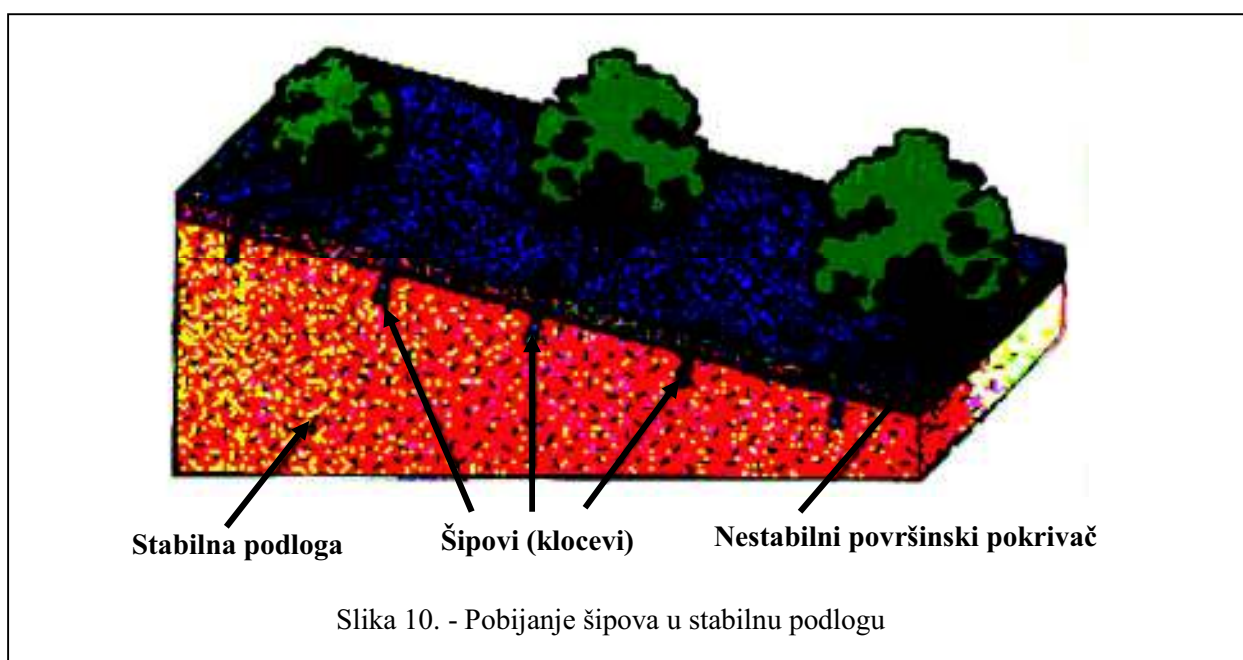 Stabilna podloga
Šipovi (klocevi)
Nestabilni površinski pokrivač
Slika 10. - Pobijanje šipova u stabilnu podlogu